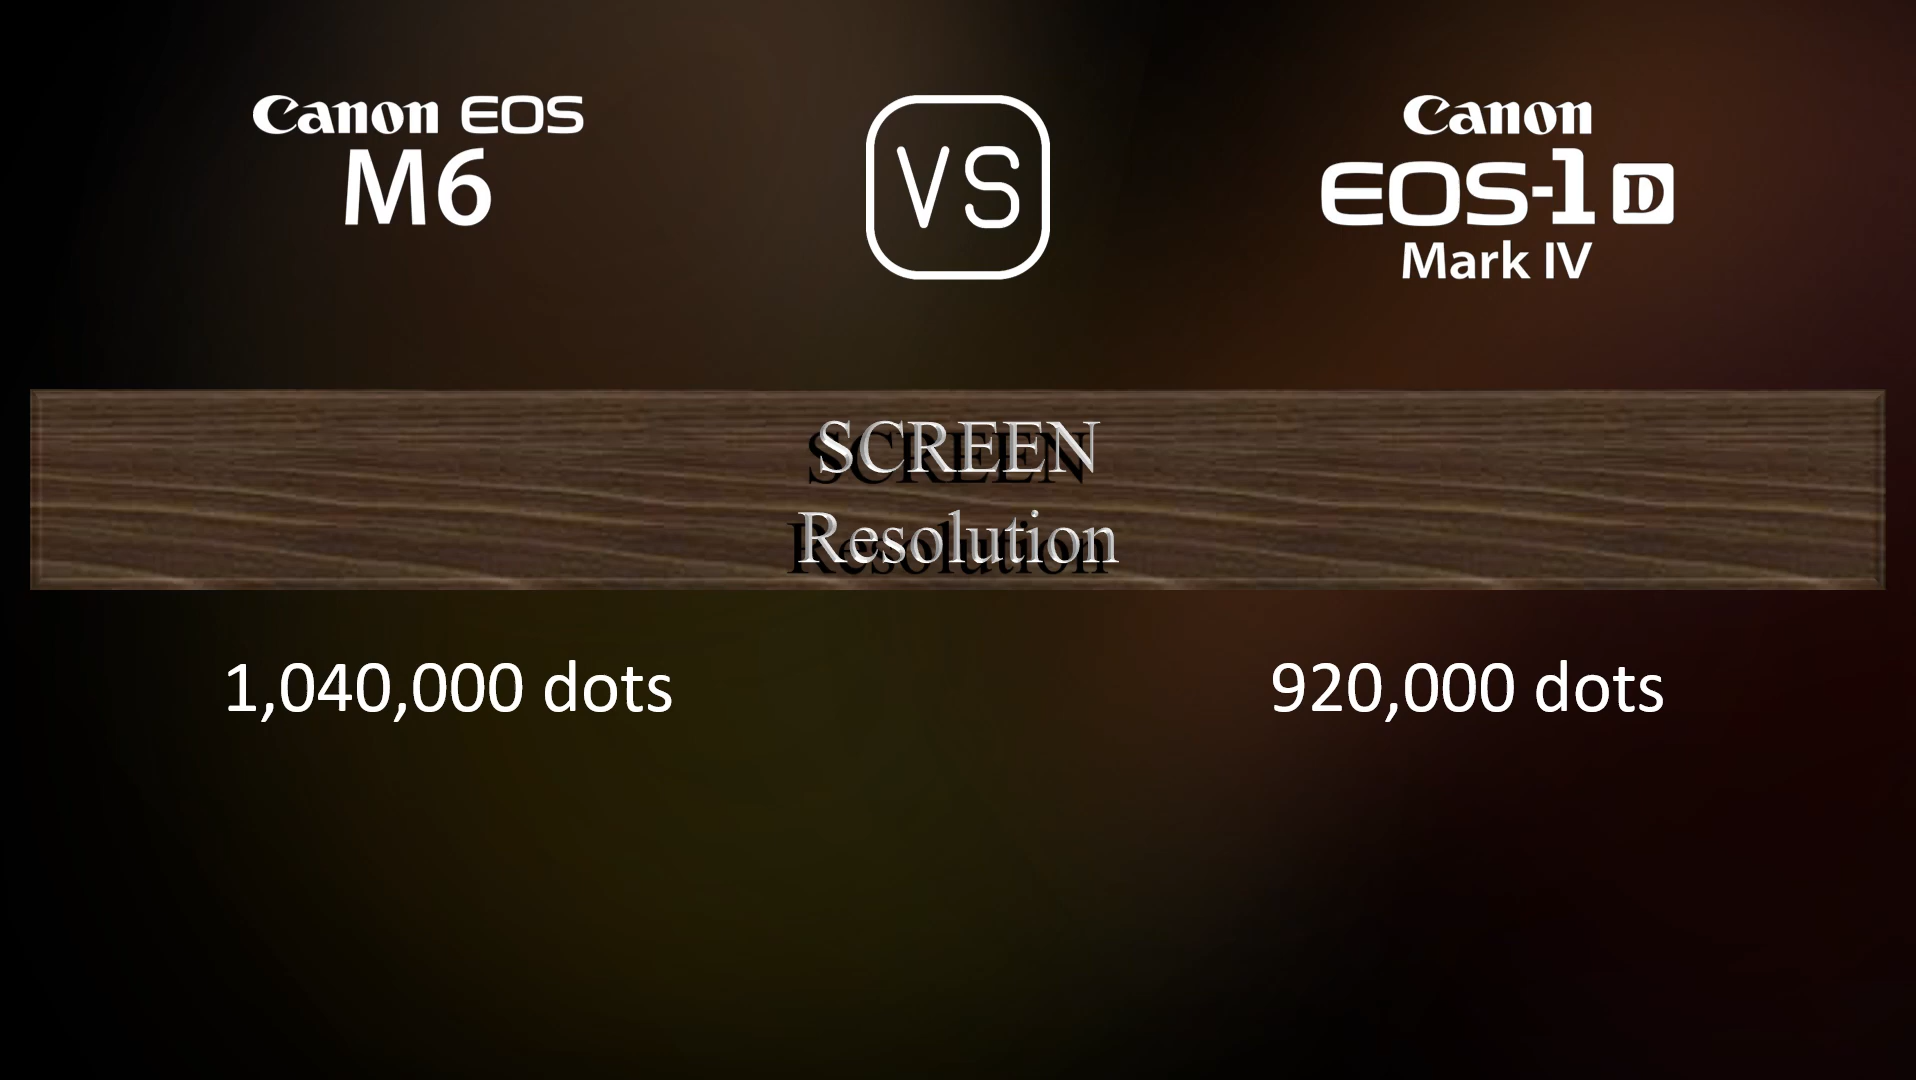 Canon EOS
M6
VS
Canon
EOS-1D
Mark IV
SCREEN
Resolution
1,040,000 dots
920,000 dots